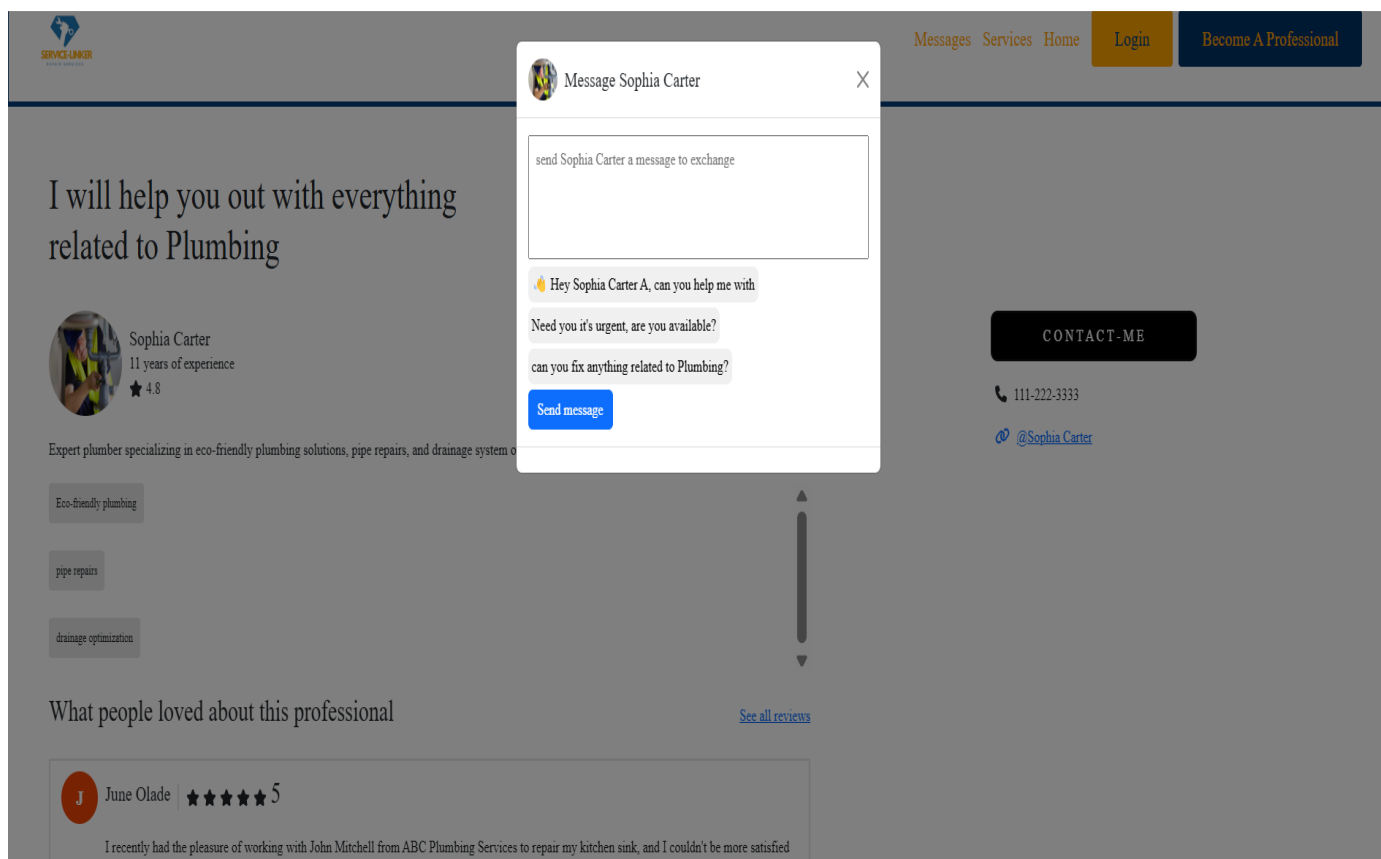 SERVICE-LINKER
Messages Services Home Login Become A Professional
Message Sophia Carter
send Sophia Carter a message to exchange
👋 Hey Sophia Carter A, can you help me with
Need you it's urgent, are you available?
can you fix anything related to Plumbing?
Send message
I will help you out with everything
related to Plumbing
Sophia Carter
11 years of experience
4.8
CONTACT-ME
111-222-3333
@Sophia Carter
Expert plumber specializing in eco-friendly plumbing solutions, pipe repairs, and drainage system
Eco-friendly plumbing
pipe repairs
drainage optimization
What people loved about this professional
See all reviews
J
June Olade
5
I recently had the pleasure of working with John Mitchell from ABC Plumbing Services to repair my kitchen sink, and I couldn't be more satisfied